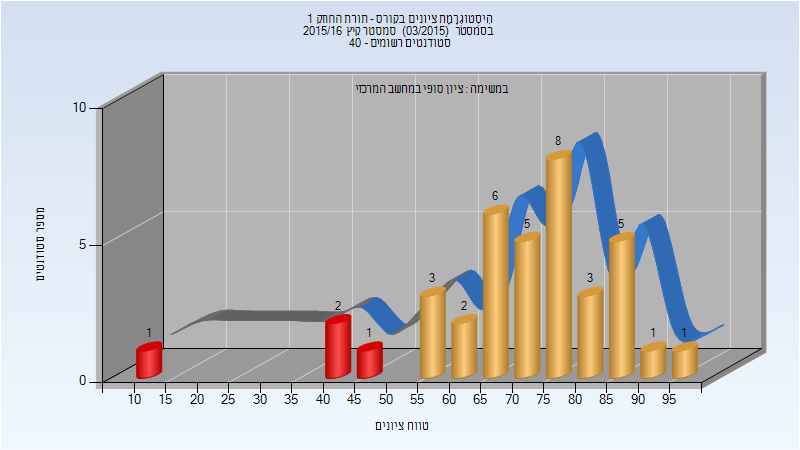 היסטוגרמת ציונים בקורס - תורת החוזק 1
בסמסטר (03/2015) סמסטר קיץ 2015/16
סטודנטים רשומים - 40
במשימה : ציון סופי במחשב המרכזי
מספר סטודנטים
10
5
0
1
2
1
3
2
6
5
8
3
5
1
1
10 15 20 25 30 35 40 45 50 55 60 65 70 75 80 85 90 95
טווח ציונים